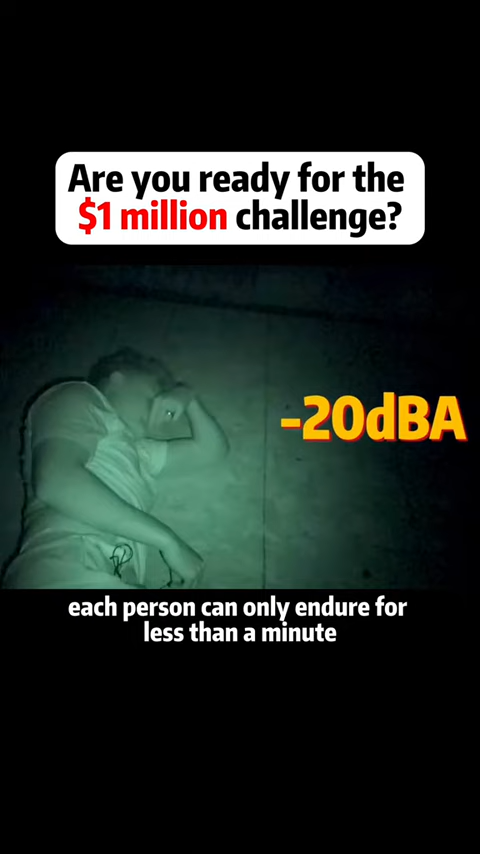 Are you ready for the
$1 million challenge?
-20dBA
each person can only endure for
less than a minute